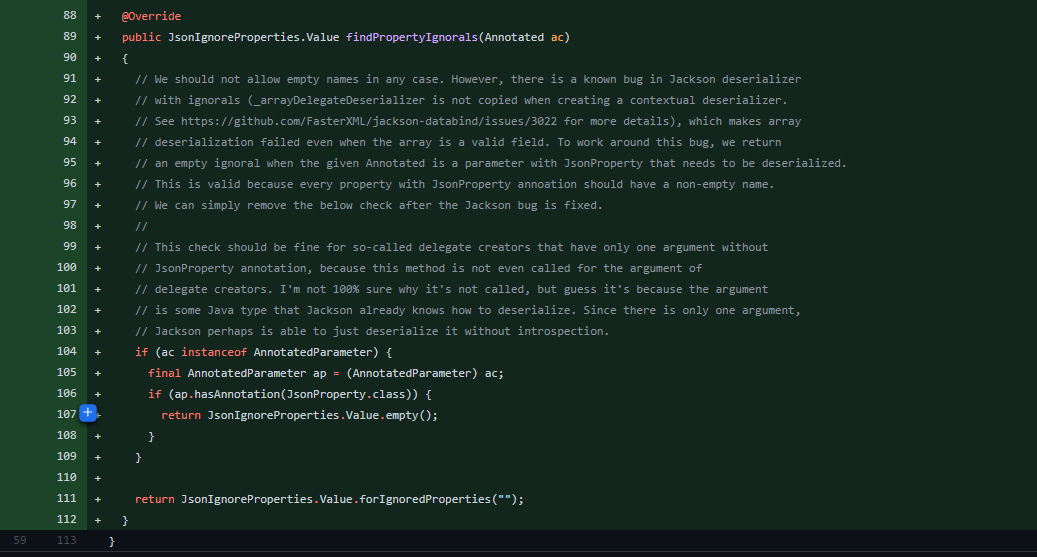 88 + @Override
89 + public JsonIgnoreProperties.Value findPropertyIgnorals(Annotated ac)
90 + {
91 + // We should not allow empty names in any case. However, there is a known bug in Jackson deserializer
92 + // with ignorals (_arrayDelegateDeserializer is not copied when creating a contextual deserializer.
93 + // See https://github.com/FasterXML/jackson-databind/issues/3022 for more details), which makes array
94 + // deserialization failed even when the array is a valid field. To work around this bug, we return
95 + // an empty ignoral when the given Annotated is a parameter with JsonProperty that needs to be deserialized.
96 + // This is valid because every property with JsonProperty annoation should have a non-empty name.
97 + // We can simply remove the below check after the Jackson bug is fixed.
98 + //
99 + // This check should be fine for so-called delegate creators that have only one argument without
100 + // JsonProperty annotation, because this method is not even called for the argument of
101 + // delegate creators. I'm not 100% sure why it's not called, but guess it's because the argument
102 + // is some Java type that Jackson already knows how to deserialize. Since there is only one argument,
103 + // Jackson perhaps is able to just deserialize it without introspection.
104 + if (ac instanceof AnnotatedParameter) {
105 + final AnnotatedParameter ap = (AnnotatedParameter) ac;
106 + if (ap.hasAnnotation(JsonProperty.class)) {
107 + return JsonIgnoreProperties.Value.empty();
108 + }
109 + }
110 +
111 + return JsonIgnoreProperties.Value.forIgnoredProperties("");
112 + }
59 113 }